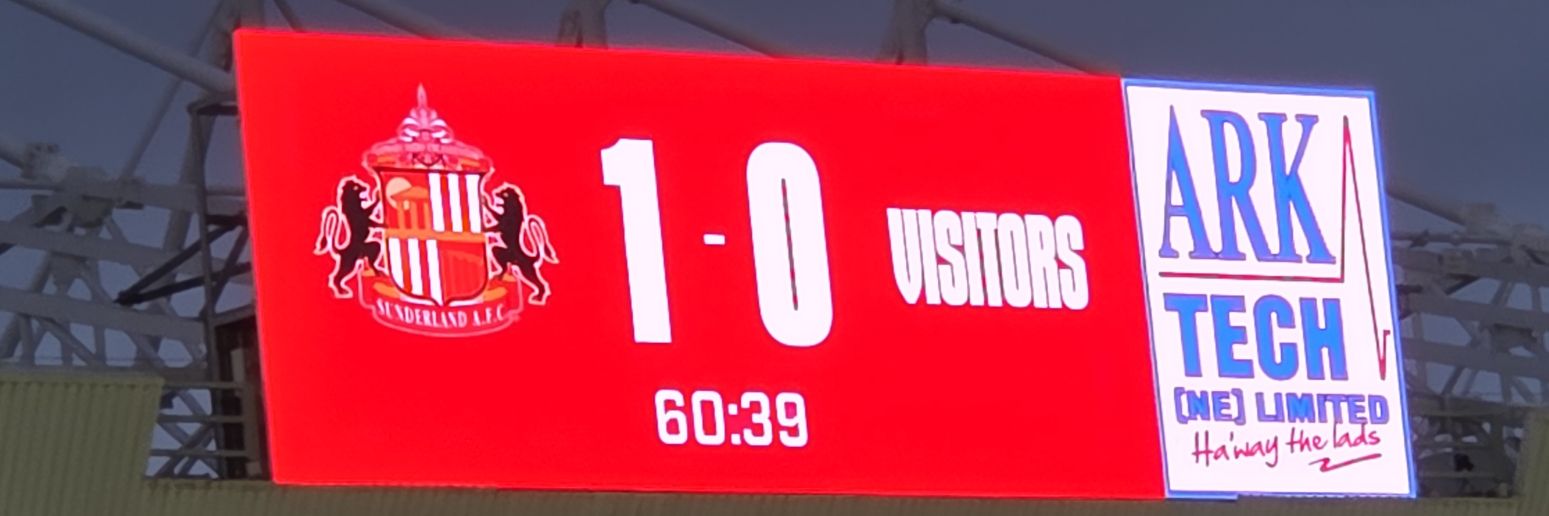 SUNDERLAND A.F.C
1 - 0
VISITORS
60:39
ARK
TECH
(NE) LIMITED
Ha'way the lads